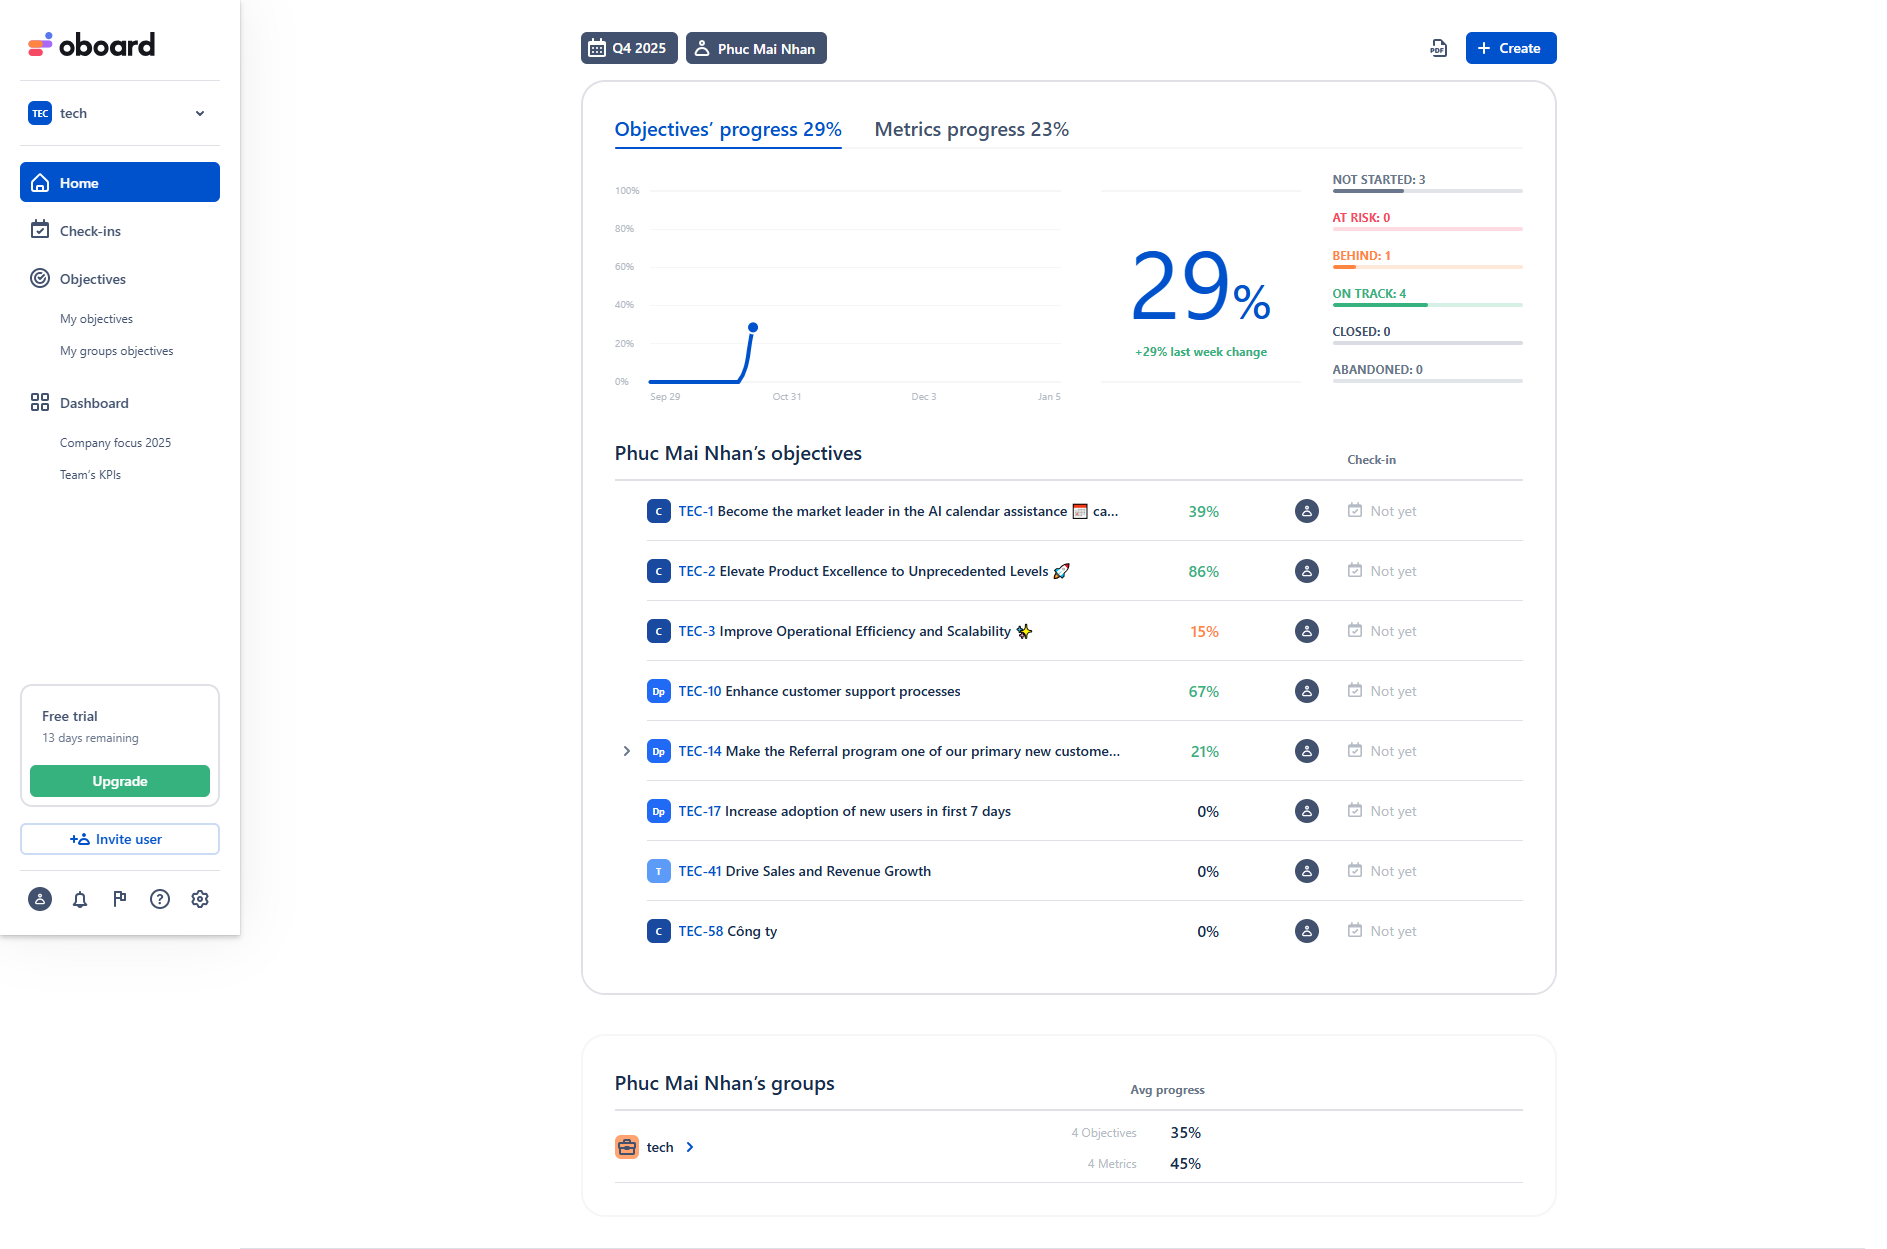 oboard
TEC tech
Home
Check-ins
Objectives
My objectives
My groups objectives
Dashboard
Company focus 2025
Team's KPIs
Free trial
13 days remaining
Upgrade
Invite user
Q4 2025
Phuc Mai Nhan
PDF
Create
Objectives’ progress 29%
Metrics progress 23%
100%
80%
60%
40%
20%
0%
Sep 29
Oct 31
Dec 3
Jan 5
29%
+29% last week change
NOT STARTED: 3
AT RISK: 0
BEHIND: 1
ON TRACK: 4
CLOSED: 0
ABANDONED: 0
Phuc Mai Nhan’s objectives
Check-in
C TEC-1 Become the market leader in the AI calendar assistance 📅 ca... 39% Not yet
C TEC-2 Elevate Product Excellence to Unprecedented Levels 🚀 86% Not yet
C TEC-3 Improve Operational Efficiency and Scalability ✨ 15% Not yet
Dp TEC-10 Enhance customer support processes 67% Not yet
Dp TEC-14 Make the Referral program one of our primary new custome... 21% Not yet
Dp TEC-17 Increase adoption of new users in first 7 days 0% Not yet
T TEC-41 Drive Sales and Revenue Growth 0% Not yet
C TEC-58 Công ty 0% Not yet
Phuc Mai Nhan’s groups
Avg progress
tech
4 Objectives 35%
4 Metrics 45%